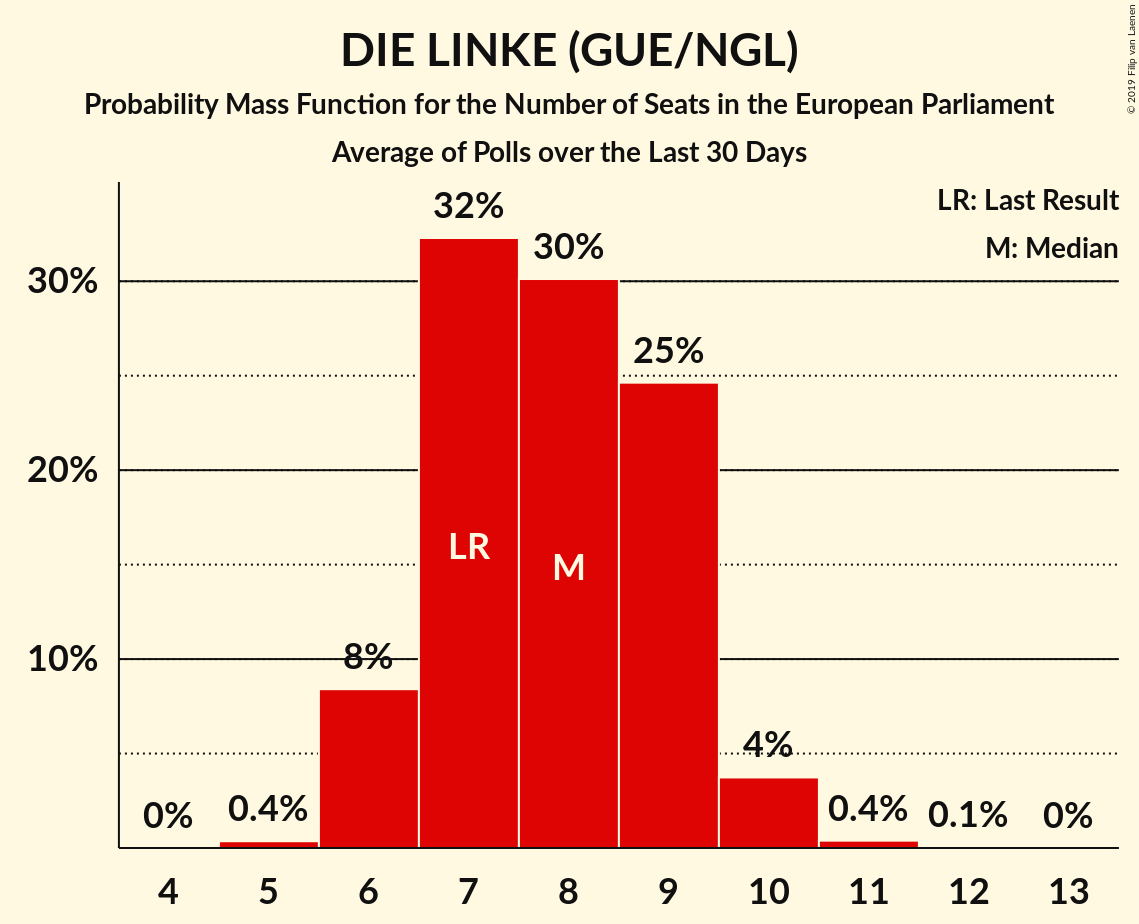 DIE LINKE (GUE/NGL)
Probability Mass Function for the Number of Seats in the European Parliament
Average of Polls over the Last 30 Days
© 2019 Filip van Laenen
LR: Last Result
M: Median
32%
30%
25%
8%
4%
0%
0.4%
0.4%
0.1%
0%
LR
M
30%
20%
10%
4 5 6 7 8 9 10 11 12 13